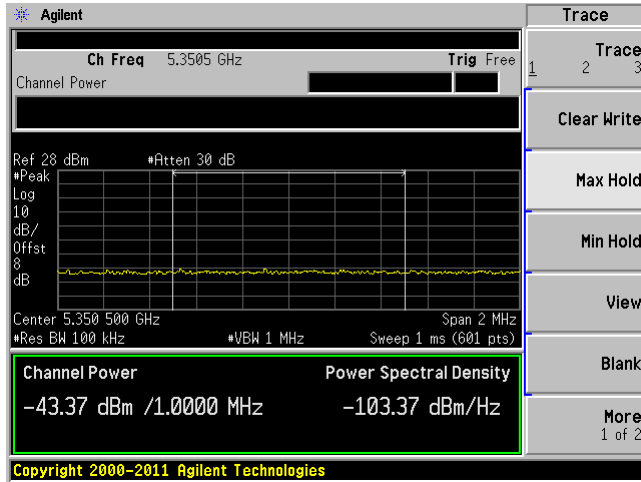 Agilent
Trace
Ch Freq 5.3505 GHz Trig Free
Channel Power
Trace
1 2 3
Clear Write
Max Hold
Min Hold
View
Blank
More
1 of 2
Ref 28 dBm #Atten 30 dB
#Peak
Log
10
dB/
Offst
8
dB
Center 5.350 500 GHz Span 2 MHz
#Res BW 100 kHz #VBW 1 MHz Sweep 1 ms (601 pts)
Channel Power Power Spectral Density
-43.37 dBm /1.0000 MHz -103.37 dBm/Hz
Copyright 2000-2011 Agilent Technologies